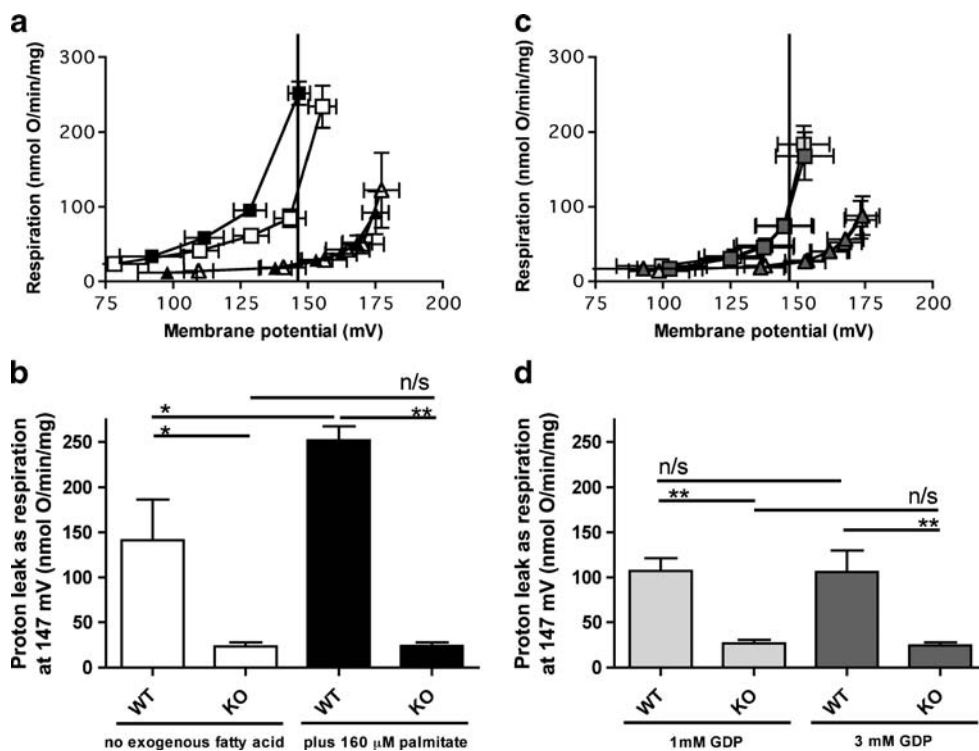 a
Respiration (nmol O/min/mg)
300
200
100
0
75 100 125 150 175 200
Membrane potential (mV)
c
Respiration (nmol O/min/mg)
300
200
100
0
75 100 125 150 175 200
Membrane potential (mV)
b
Proton leak as respiration
at 147 mV (nmol O/min/mg)
250
200
150
100
50
0
n/s
*
**
*
WT KO WT KO
no exogenous fatty acid plus 160 μM palmitate
d
Proton leak as respiration
at 147 mV (nmol O/min/mg)
250
200
150
100
50
0
n/s
**
n/s
**
WT KO WT KO
1mM GDP 3 mM GDP